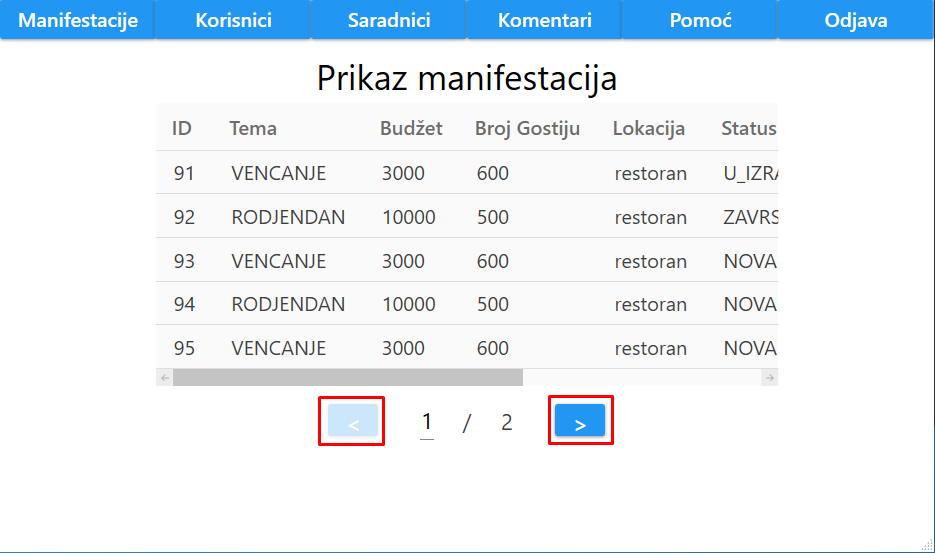 Manifestacije Korisnici Saradnici Komentari Pomoć Odjava
Prikaz manifestacija
ID Tema Budžet Broj Gostiju Lokacija Status
91 VENCANJE 3000 600 restoran U_IZRA
92 RODJENDAN 10000 500 restoran ZAVRS
93 VENCANJE 3000 600 restoran NOVA
94 RODJENDAN 10000 500 restoran NOVA
95 VENCANJE 3000 600 restoran NOVA
< 1 / 2 >